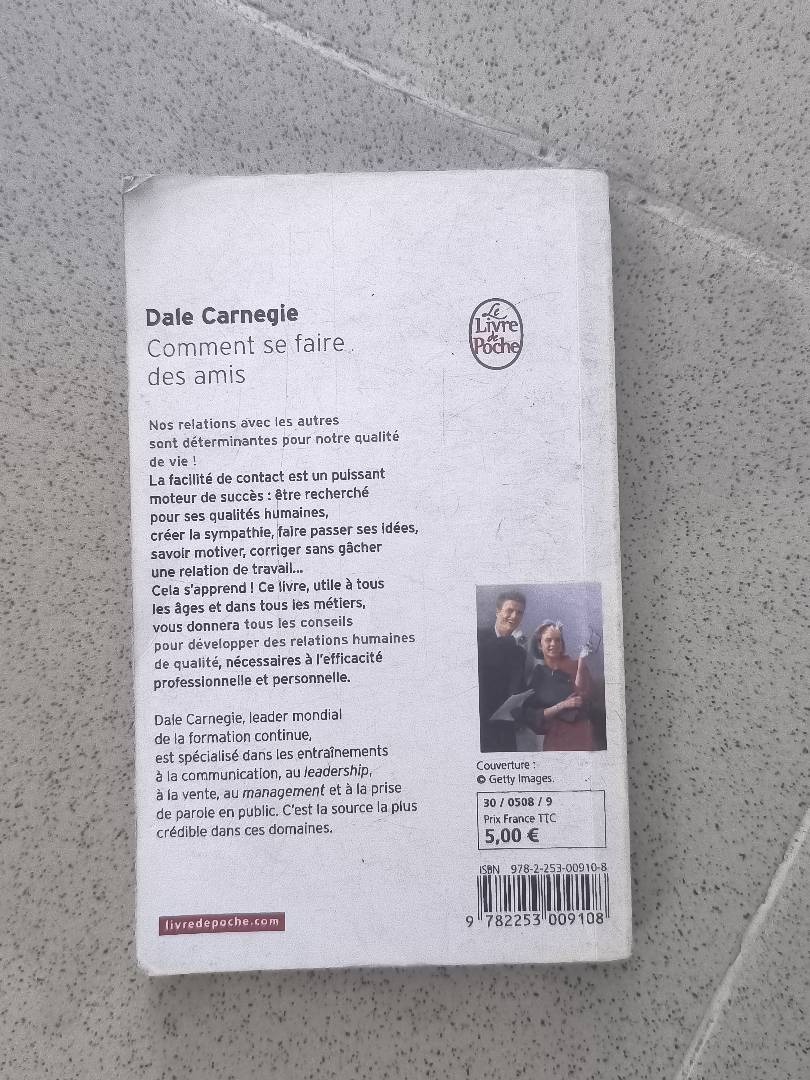 Dale Carnegie
Comment se faire
des amis
Le
Livre
de
Poche
Nos relations avec les autres
sont déterminantes pour notre qualité
de vie !
La facilité de contact est un puissant
moteur de succès : être recherché
pour ses qualités humaines,
créer la sympathie, faire passer ses idées,
savoir motiver, corriger sans gâcher
une relation de travail...
Cela s'apprend ! Ce livre, utile à tous
les âges et dans tous les métiers,
vous donnera tous les conseils
pour développer des relations humaines
de qualité, nécessaires à l'efficacité
professionnelle et personnelle.
Dale Carnegie, leader mondial
de la formation continue,
est spécialisé dans les entraînements
à la communication, au leadership,
à la vente, au management et à la prise
de parole en public. C'est la source la plus
crédible dans ces domaines.
livredepoche.com
Couverture :
© Getty Images.
30 / 0508 / 9
Prix France TTC
5,00 €
ISBN 978-2-253-00910-8
9 782253 009108